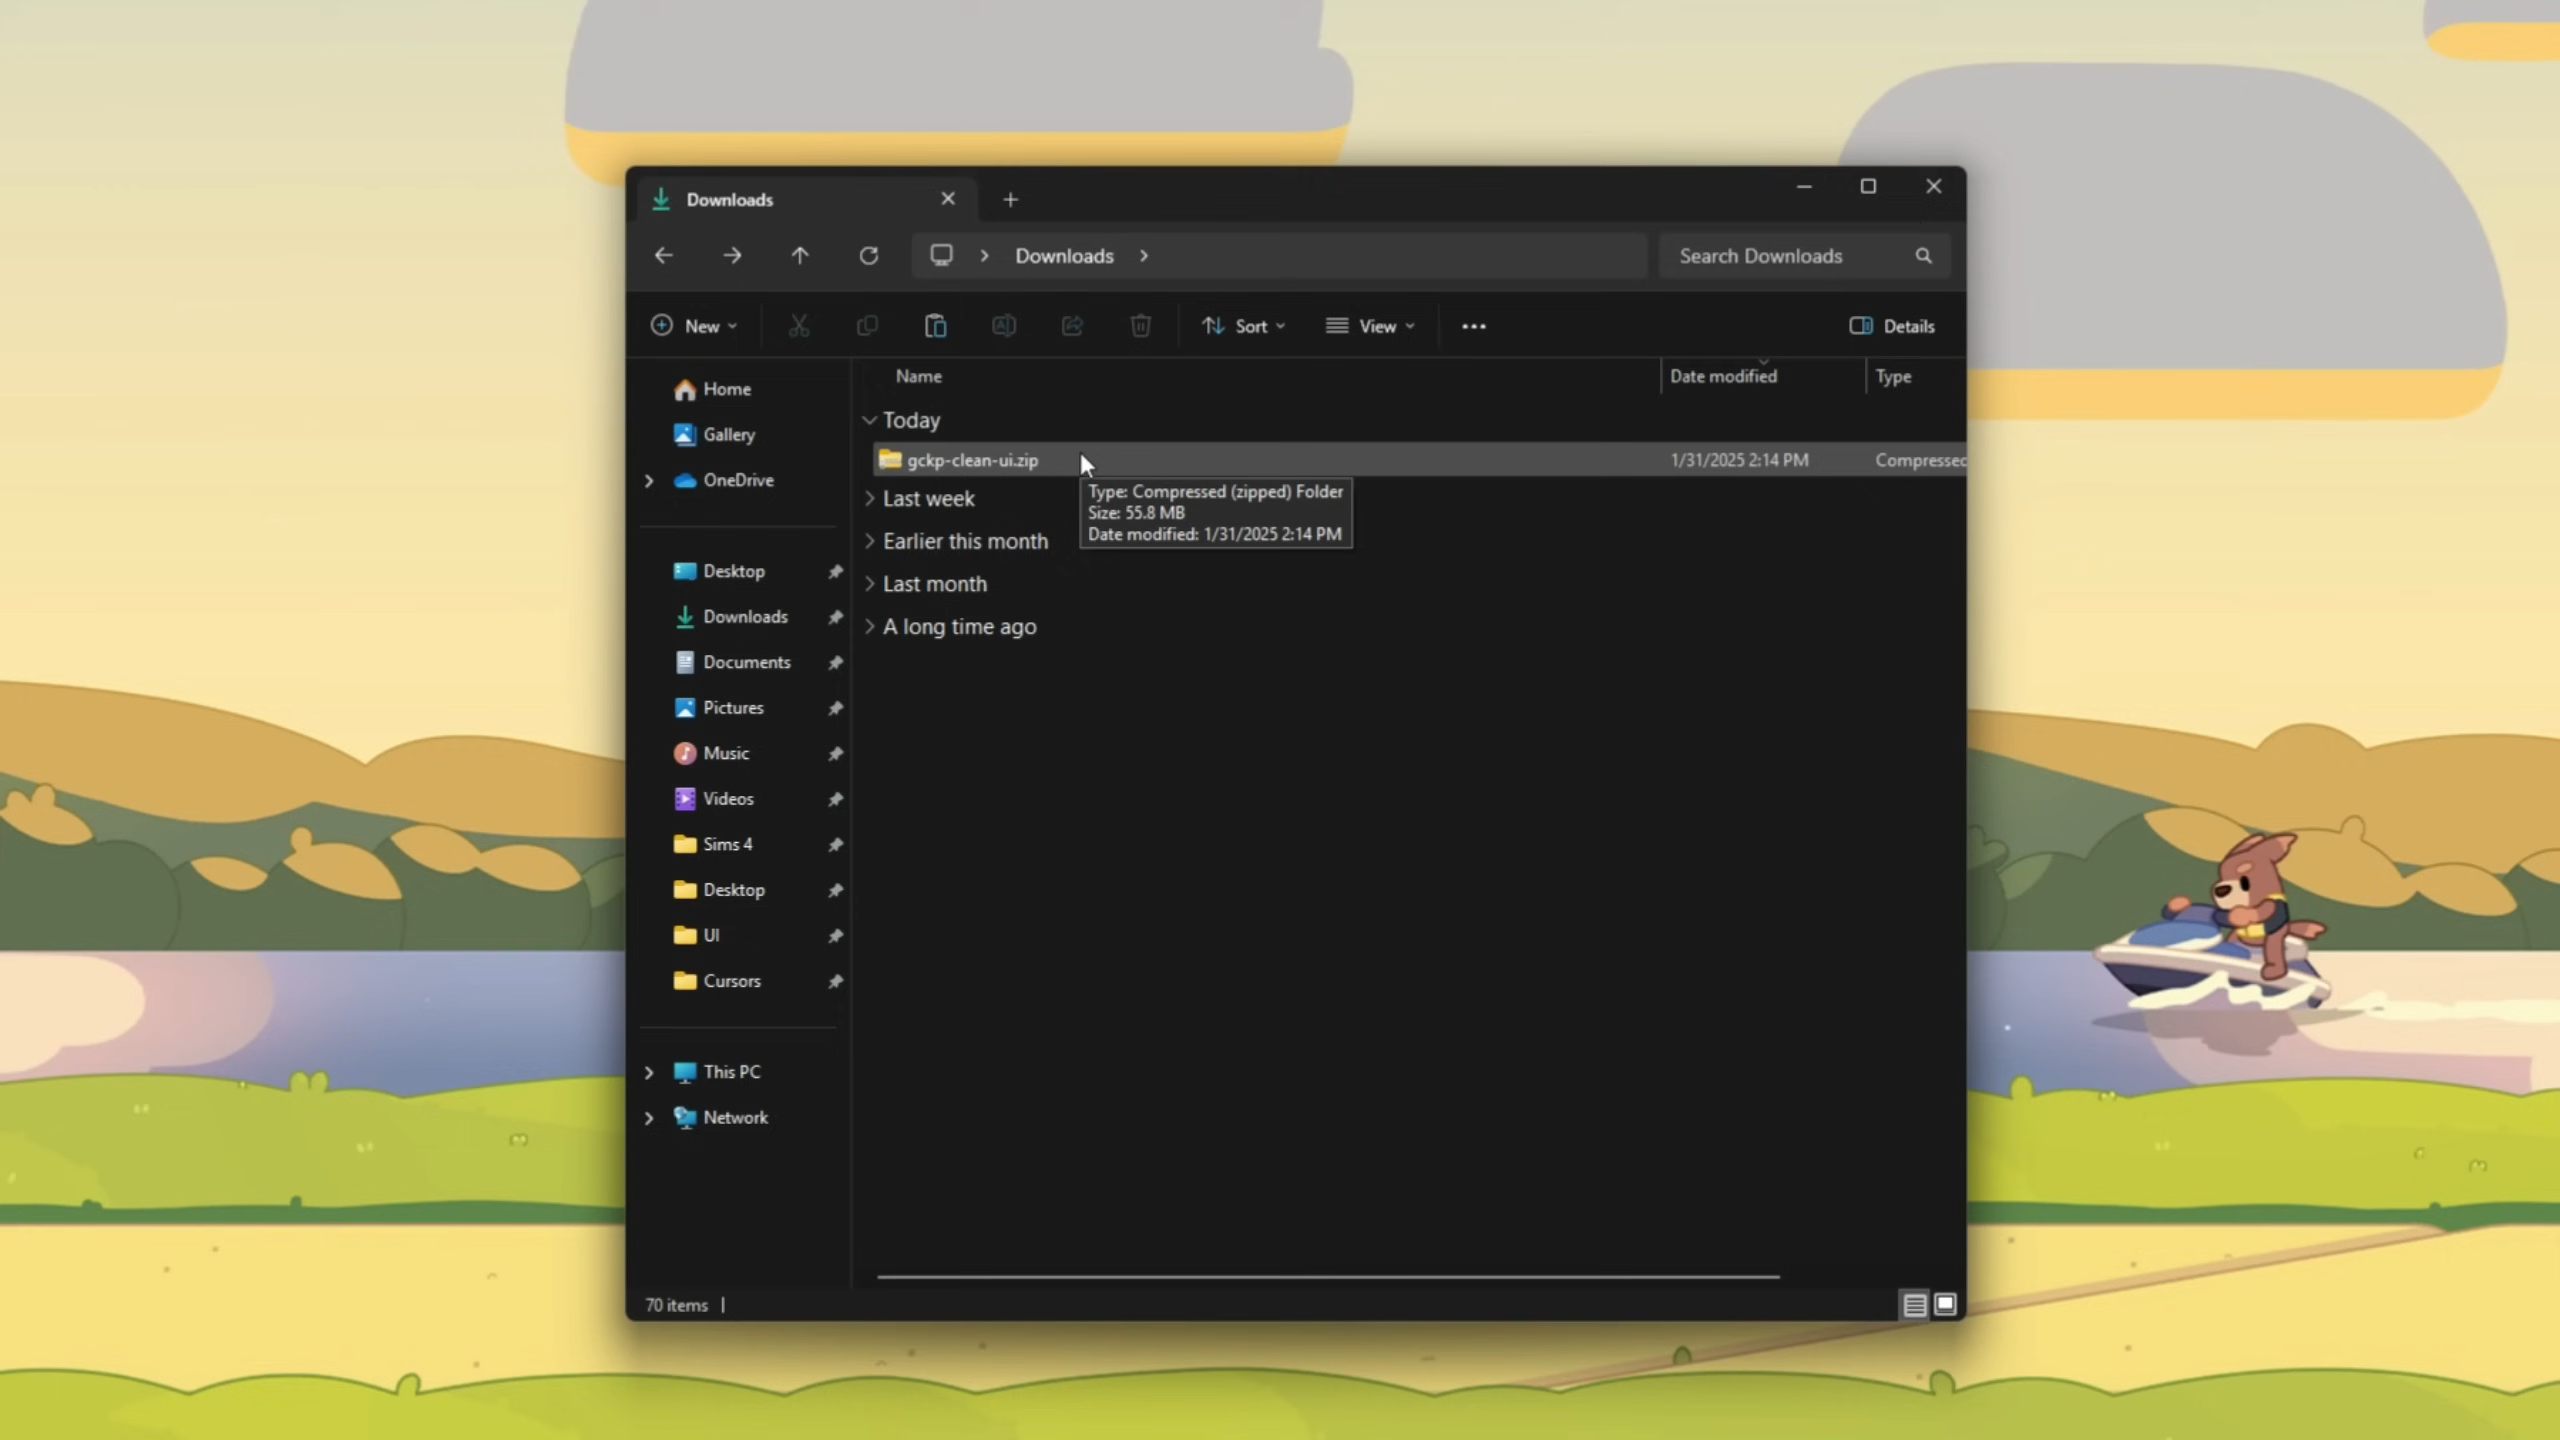 Downloads
Downloads
Search Downloads
New
Sort
View
Details
Name
Date modified
Type
Home
Gallery
OneDrive
Desktop
Downloads
Documents
Pictures
Music
Videos
Sims 4
Desktop
UI
Cursors
This PC
Network
Today
gckp-clean-ui.zip
1/31/2025 2:14 PM
Compressed
Last week
Type: Compressed (zipped) Folder
Size: 55.8 MB
Date modified: 1/31/2025 2:14 PM
Earlier this month
Last month
A long time ago
70 items